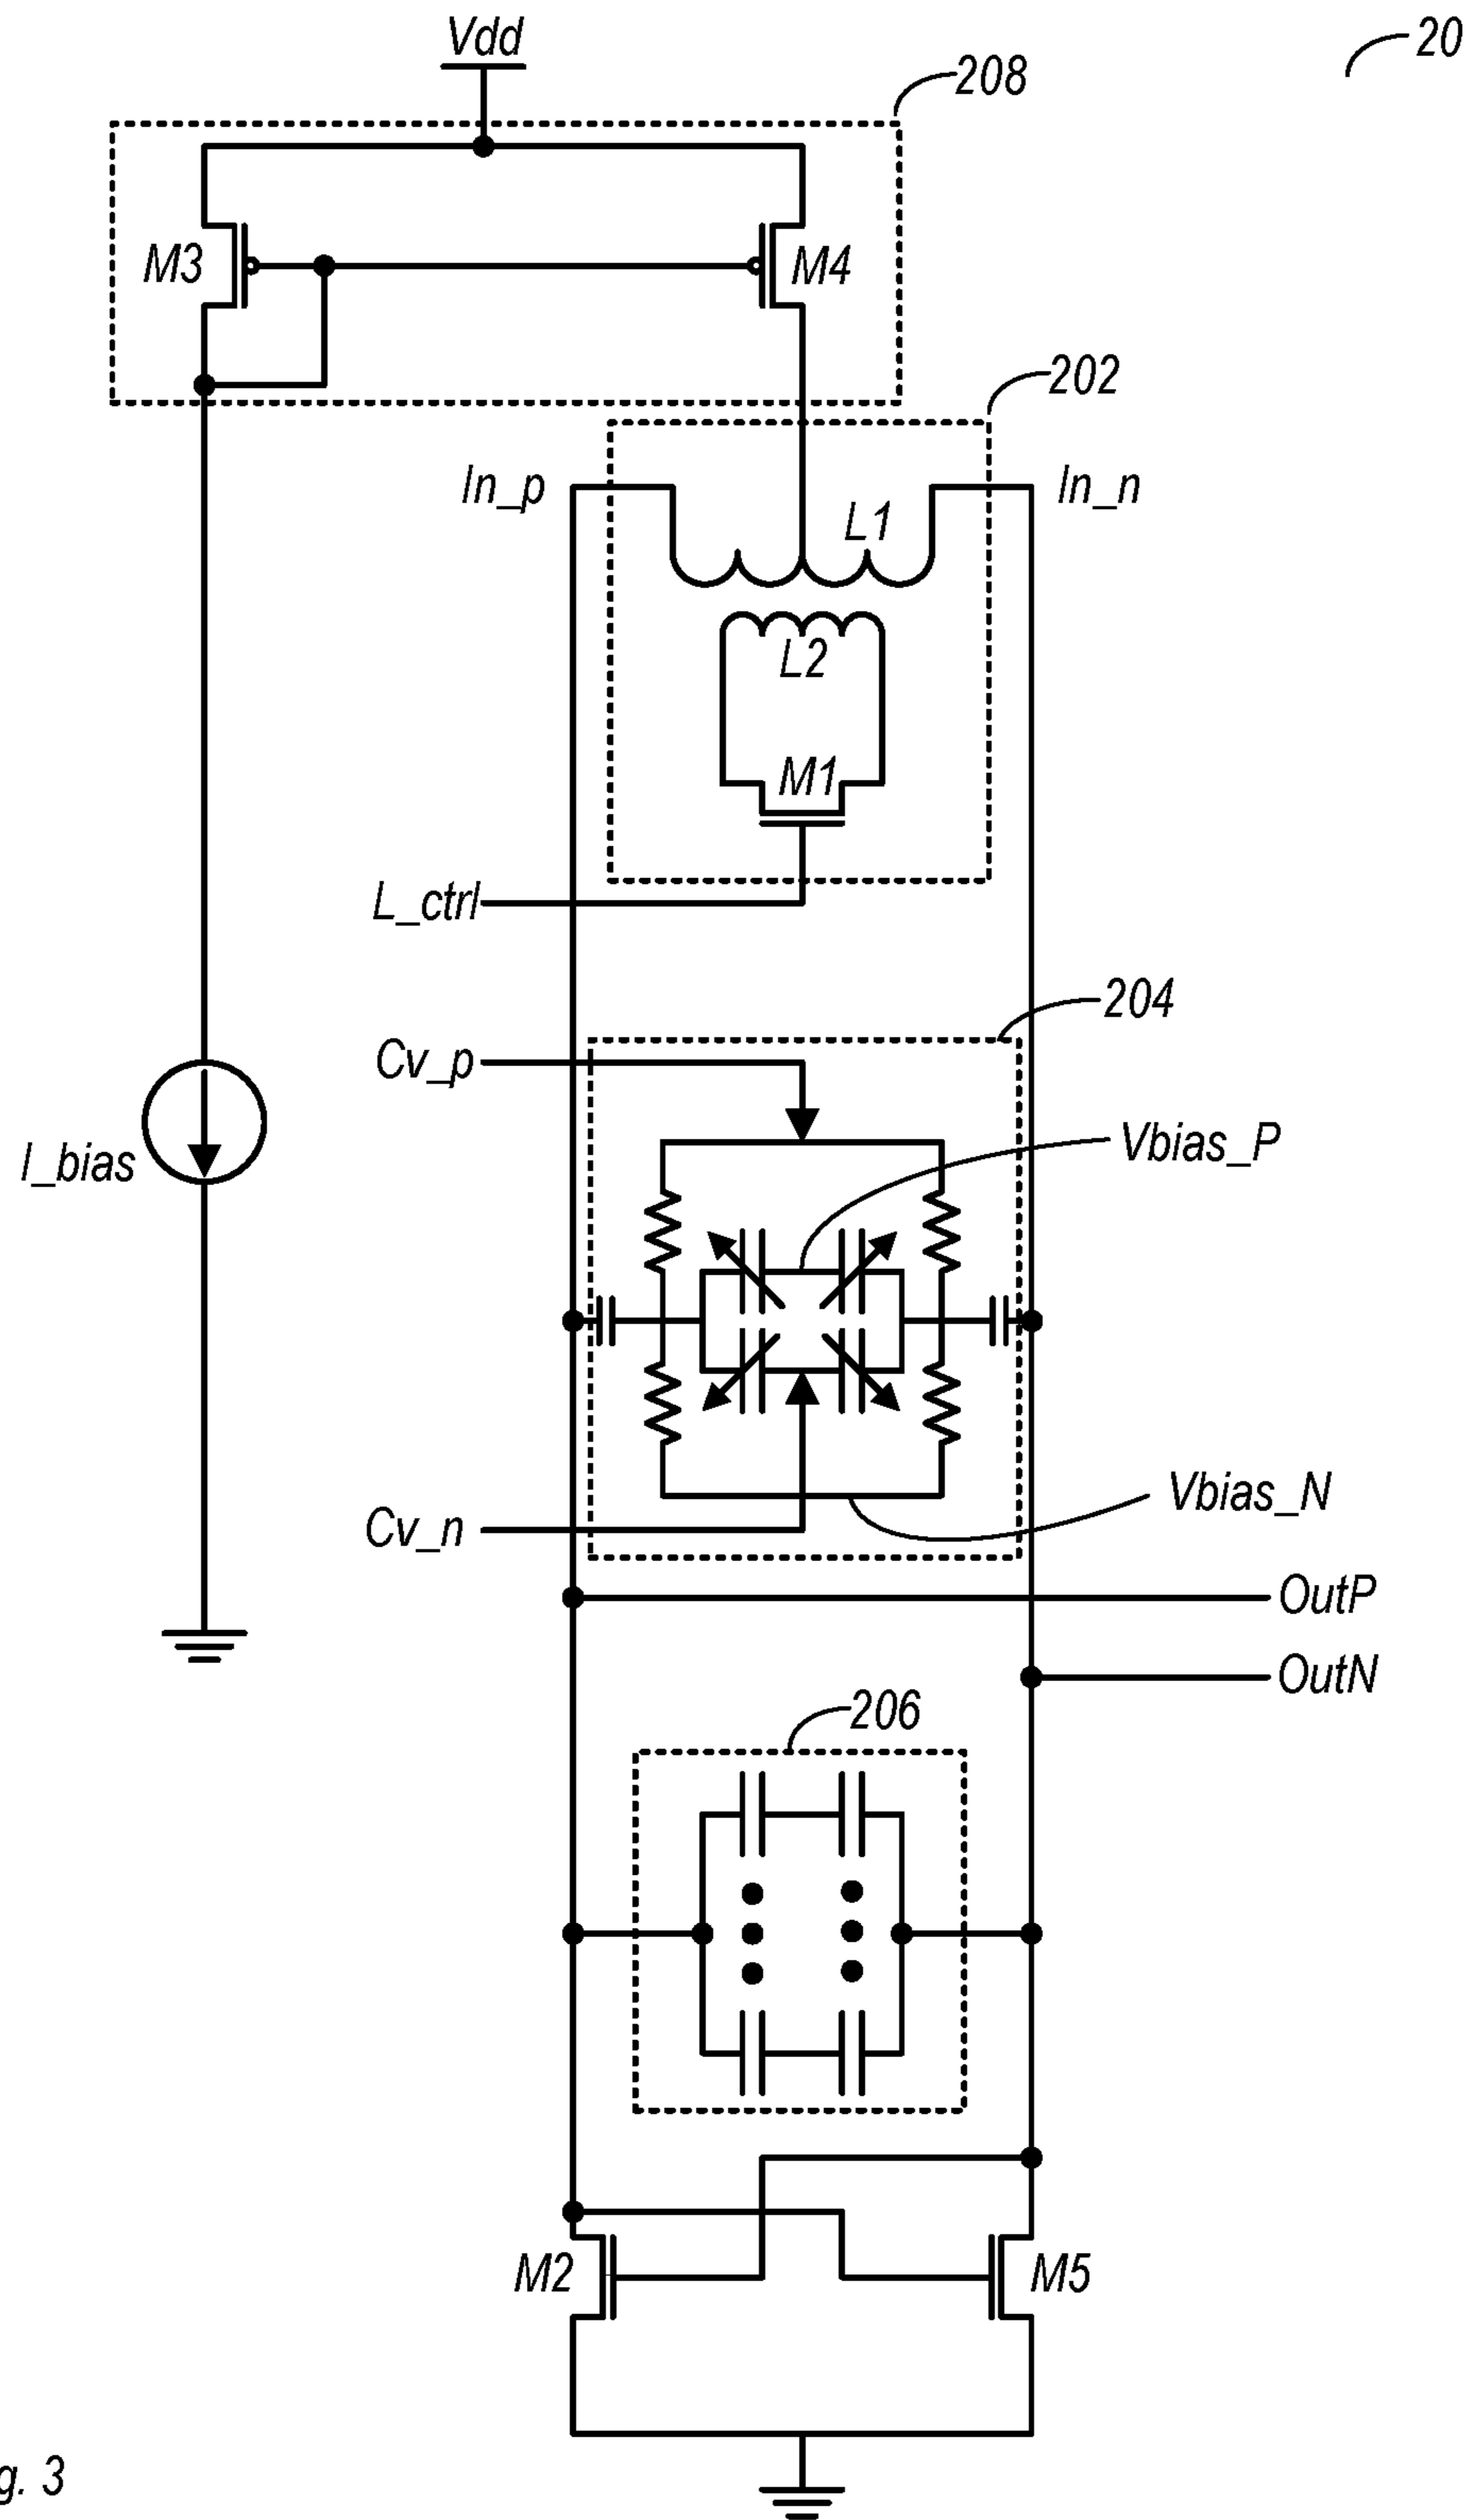 Vdd
20
208
M3
M4
202
In_p
In_n
L1
L2
M1
L_ctrl
204
Cv_p
Vbias_P
I_bias
Vbias_N
Cv_n
OutP
OutN
206
M2
M5
g. 3